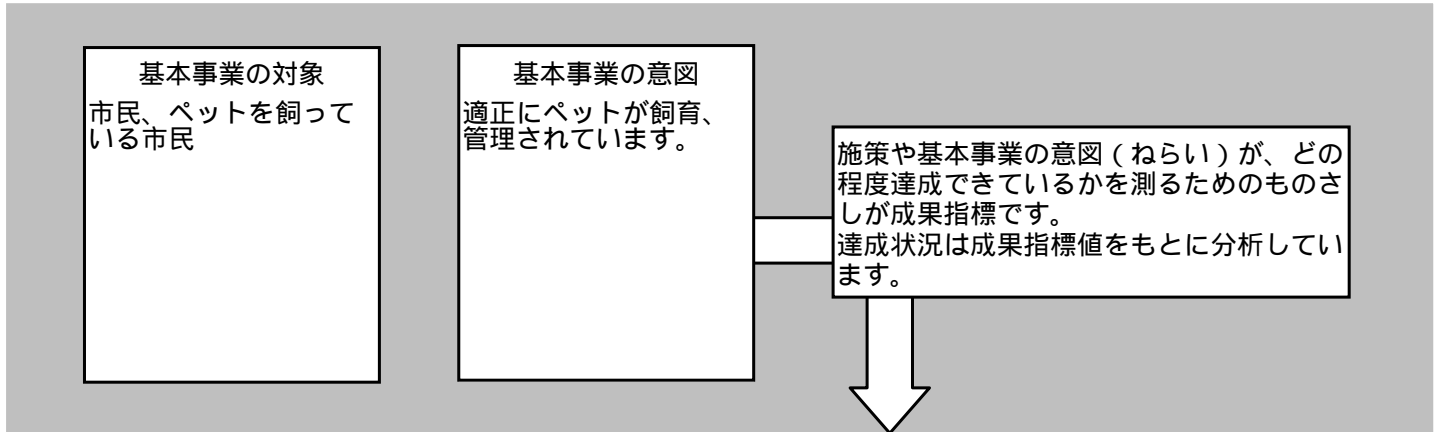 基本事業の対象
市民、ペットを飼って
いる市民
基本事業の意図
適正にペットが飼育、
管理されています。
施策や基本事業の意図(ねらい)が、どの
程度達成できているかを測るためのものさ
しが成果指標です。
達成状況は成果指標値をもとに分析してい
ます。